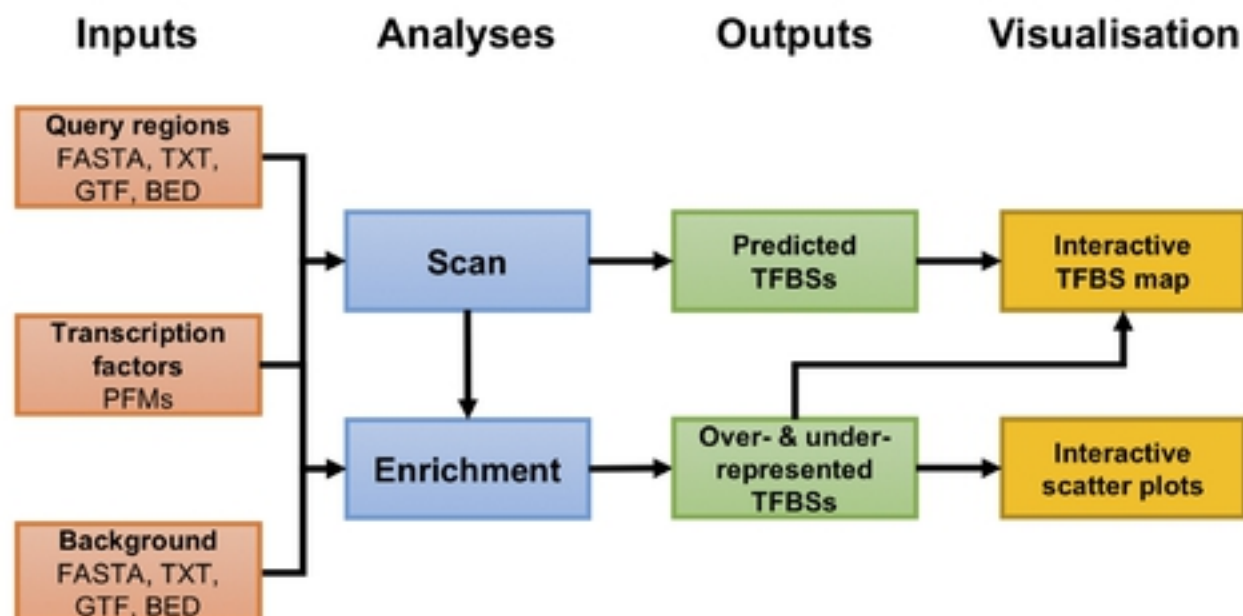 Inputs
Analyses
Outputs
Visualisation
Query regions
FASTA, TXT,
GTF, BED
Transcription
factors
PFMs
Background
FASTA, TXT,
GTF, BED
Scan
Enrichment
Predicted
TFBSs
Over- & under-
represented
TFBSs
Interactive
TFBS map
Interactive
scatter plots